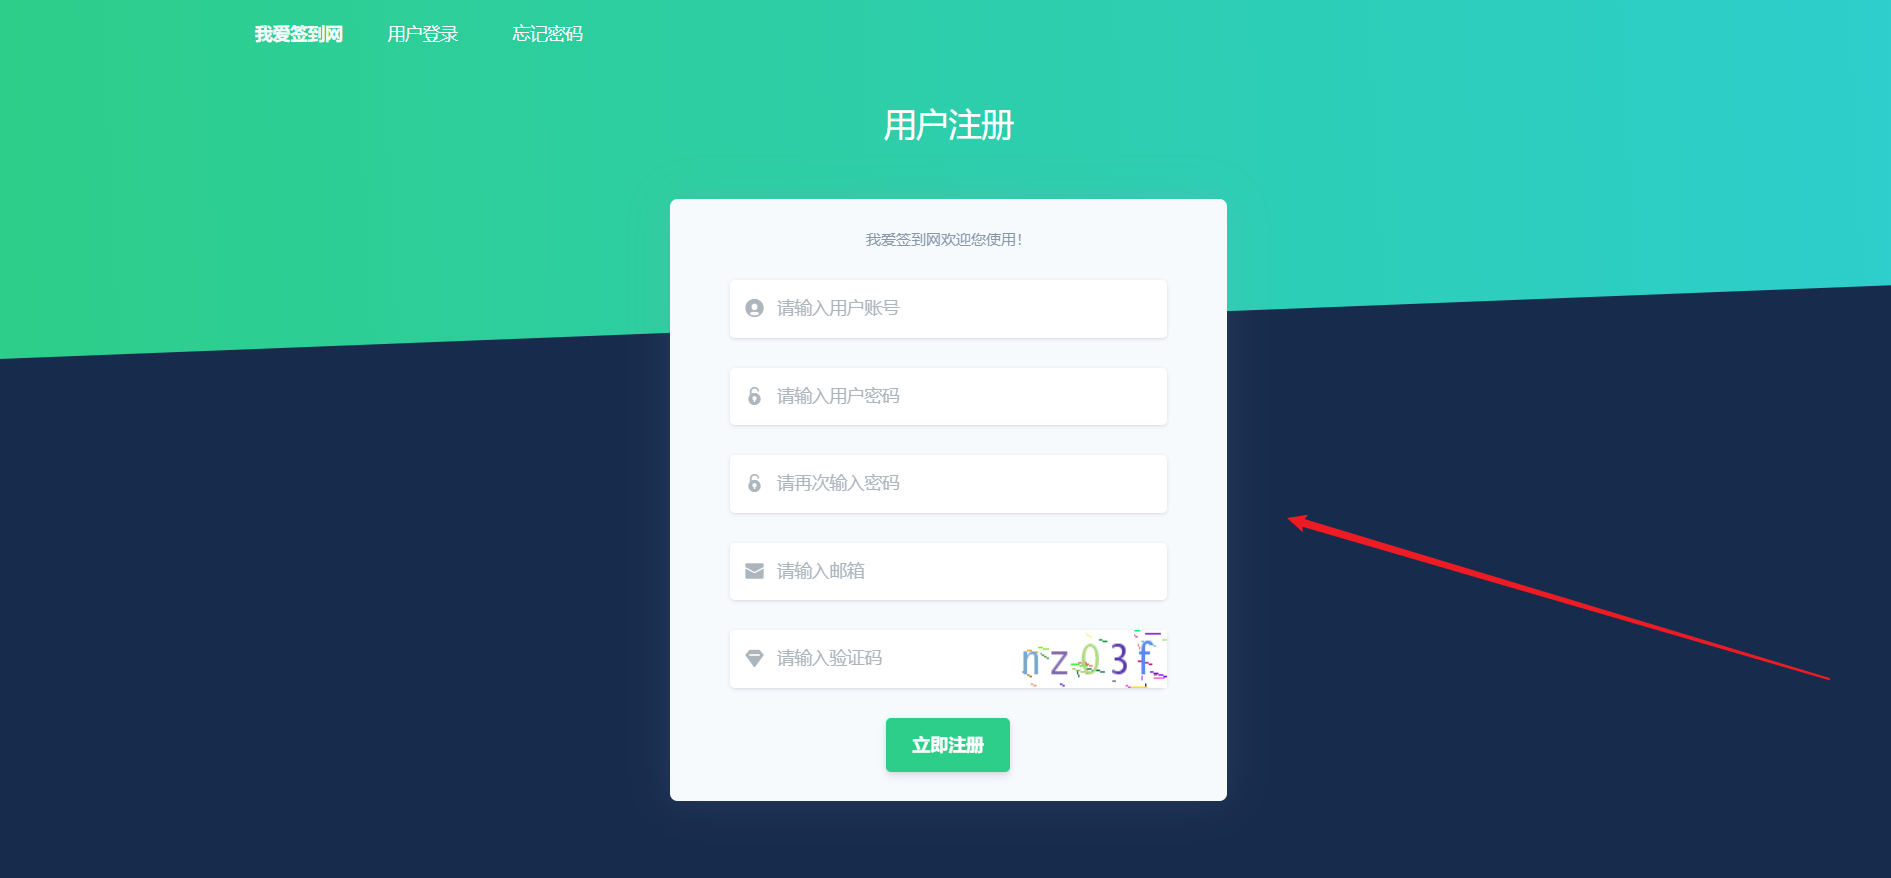 我爱签到网 用户登录 忘记密码
用户注册
我爱签到网欢迎您使用！
请输入用户账号
请输入用户密码
请再次输入密码
请输入邮箱
请输入验证码 nz03f
立即注册